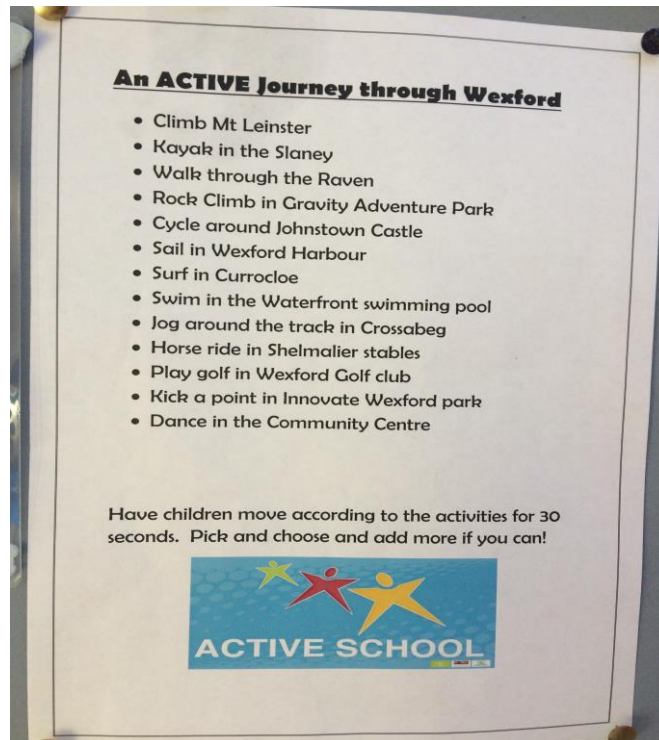 An ACTIVE Journey through Wexford
• Climb Mt Leinster
• Kayak in the Slaney
• Walk through the Raven
• Rock Climb in Gravity Adventure Park
• Cycle around Johnstown Castle
• Sail in Wexford Harbour
• Surf in Currocloe
• Swim in the Waterfront swimming pool
• Jog around the track in Crossabeg
• Horse ride in Shelmalier stables
• Play golf in Wexford Golf club
• Kick a point in Innovate Wexford park
• Dance in the Community Centre
Have children move according to the activities for 30
seconds. Pick and choose and add more if you can!
ACTIVE SCHOOL